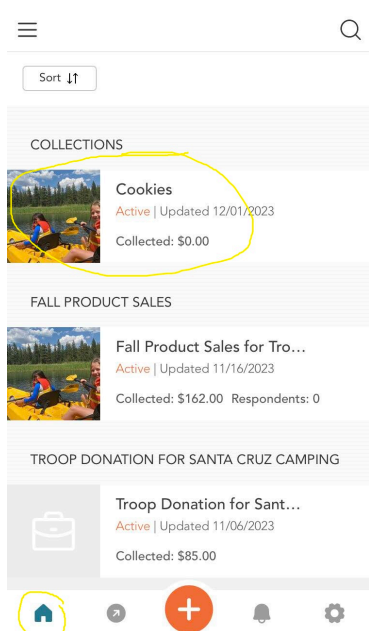 Sort ↓↑
COLLECTIONS
Cookies
Active | Updated 12/01/2023
Collected: $0.00
FALL PRODUCT SALES
Fall Product Sales for Tro...
Active | Updated 11/16/2023
Collected: $162.00 Respondents: 0
TROOP DONATION FOR SANTA CRUZ CAMPING
Troop Donation for Sant...
Active | Updated 11/06/2023
Collected: $85.00